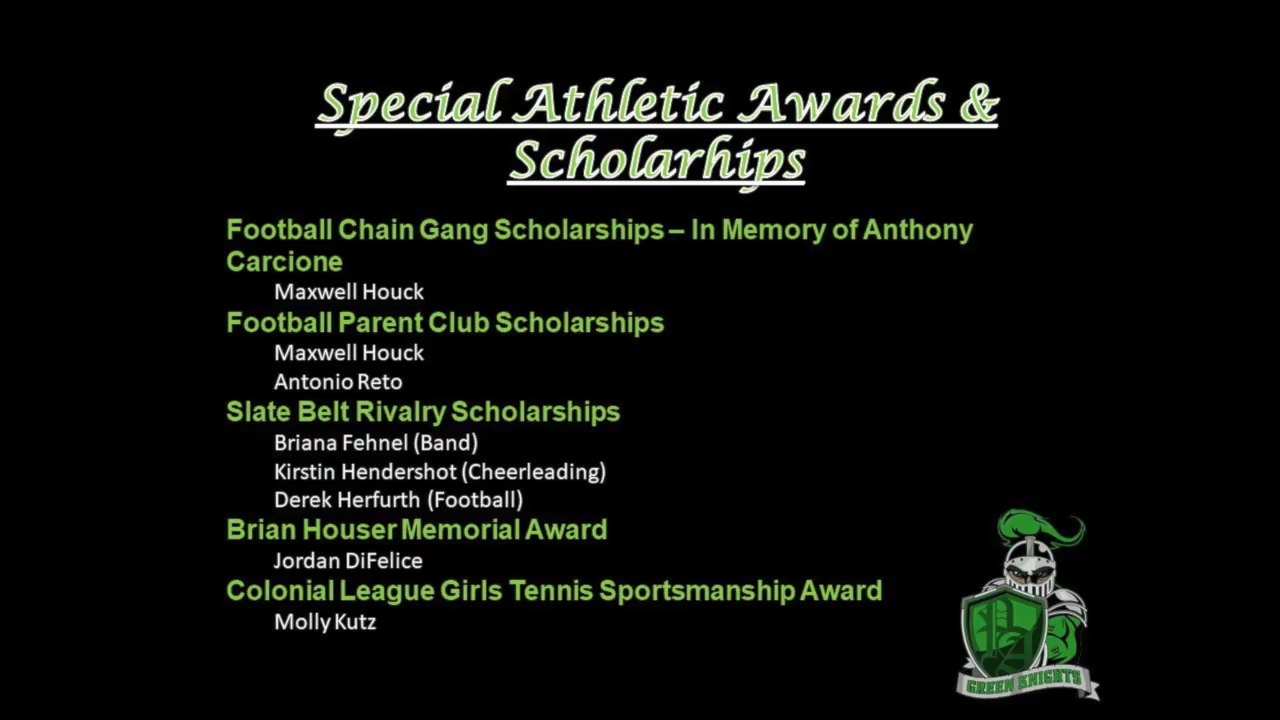 Special Athletic Awards &
Scholarhips
Football Chain Gang Scholarships – In Memory of Anthony
Carcione
Maxwell Houck
Football Parent Club Scholarships
Maxwell Houck
Antonio Reto
Slate Belt Rivalry Scholarships
Briana Fehnel (Band)
Kirstin Hendershot (Cheerleading)
Derek Herfurth (Football)
Brian Houser Memorial Award
Jordan DiFelice
Colonial League Girls Tennis Sportsmanship Award
Molly Kutz
PA
GREEN KNIGHTS